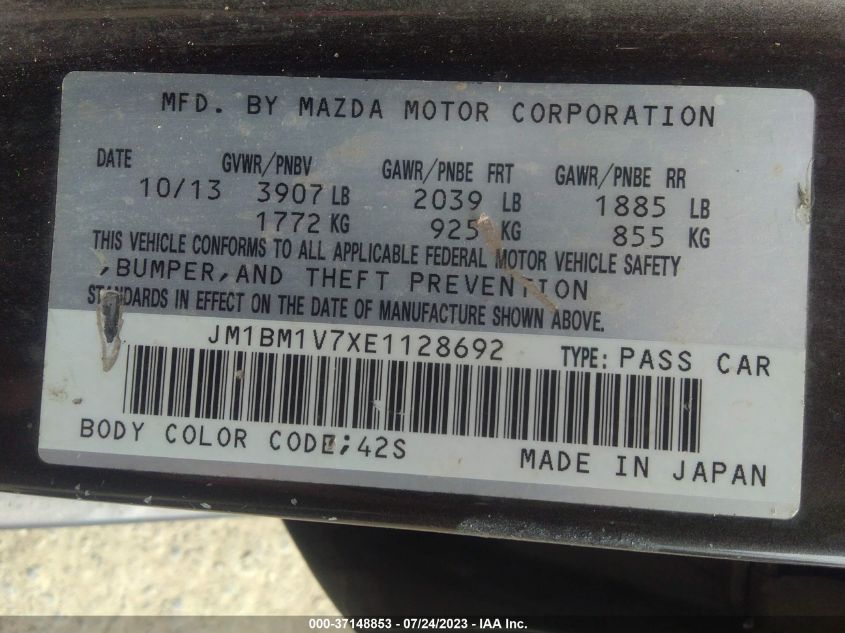 MFD. BY MAZDA MOTOR CORPORATION
DATE GVWR/PNBV GAWR/PNBE FRT GAWR/PNBE RR
10/13 3907 LB 2039 LB 1885 LB
1772 KG 925 KG 855 KG
THIS VEHICLE CONFORMS TO ALL APPLICABLE FEDERAL MOTOR VEHICLE SAFETY
,BUMPER,AND THEFT PREVENTION
STANDARDS IN EFFECT ON THE DATE OF MANUFACTURE SHOWN ABOVE.
JM1BM1V7XE1128692 TYPE: PASS CAR
BODY COLOR CODE;42S
MADE IN JAPAN
000-37148853 - 07/24/2023 - IAA Inc.